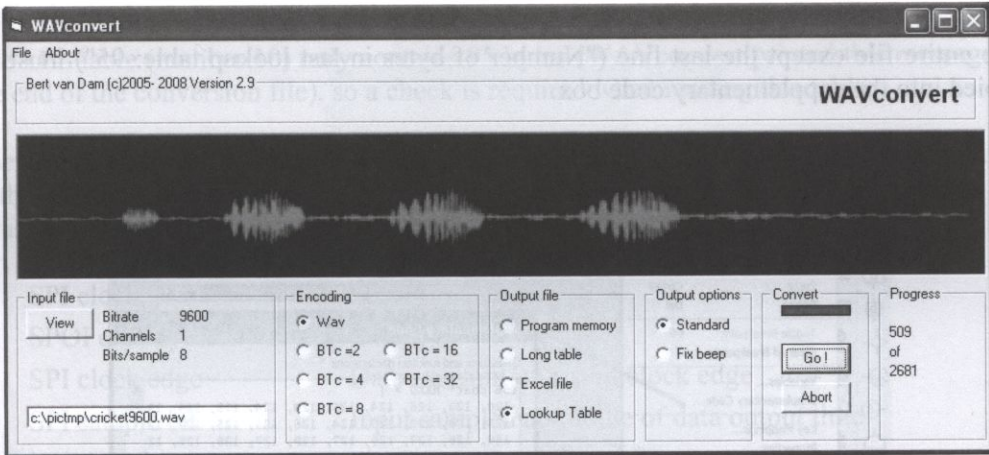 WAVconvert
File About
Bert van Dam (c)2005- 2008 Version 2.9
WAVconvert
Input file
View
Bitrate 9600
Channels 1
Bits/sample 8
c:\pictmp\cricket9600.wav
Encoding
Wav
BTc =2 BTc = 16
BTc = 4 BTc = 32
BTc = 8
Output file
Program memory
Long table
Excel file
Lookup Table
Output options
Standard
Fix beep
Convert
Go !
Abort
Progress
509
of
2681